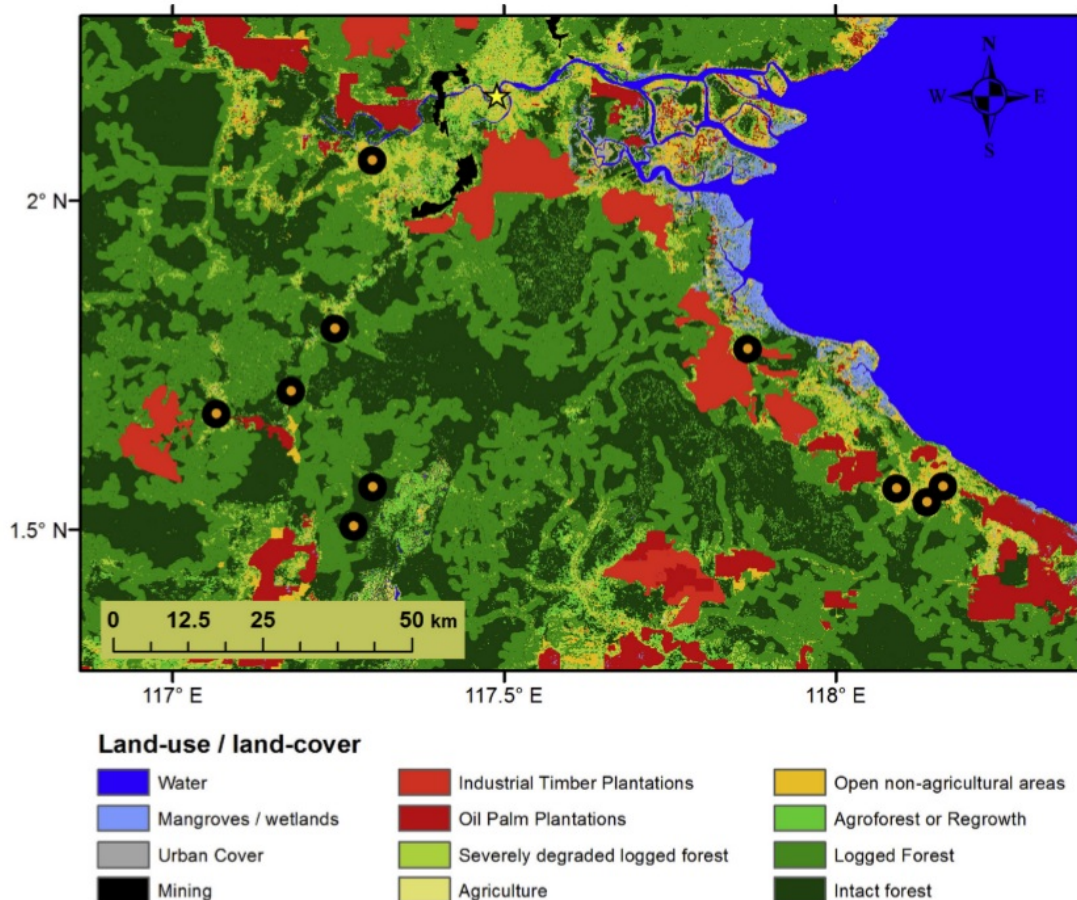 N
W E
S
2° N
1.5° N
0 12.5 25 50 km
117° E 117.5° E 118° E
Land-use / land-cover
Water Industrial Timber Plantations Open non-agricultural areas
Mangroves / wetlands Oil Palm Plantations Agroforest or Regrowth
Urban Cover Severely degraded logged forest Logged Forest
Mining Agriculture Intact forest